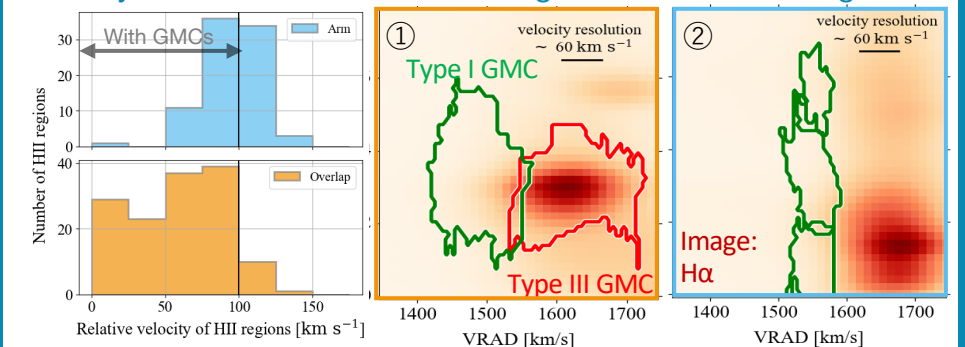 30
20
10
0
With GMCs
Arm
40
20
0
Overlap
Number of HII regions
0 50 100 150
Relative velocity of HII regions [km s⁻¹]
①
velocity resolution
~ 60 km s⁻¹
Type I GMC
Type III GMC
1400 1500 1600 1700
VRAD [km/s]
②
velocity resolution
~ 60 km s⁻¹
Image:
Hα
1400 1500 1600 1700
VRAD [km/s]